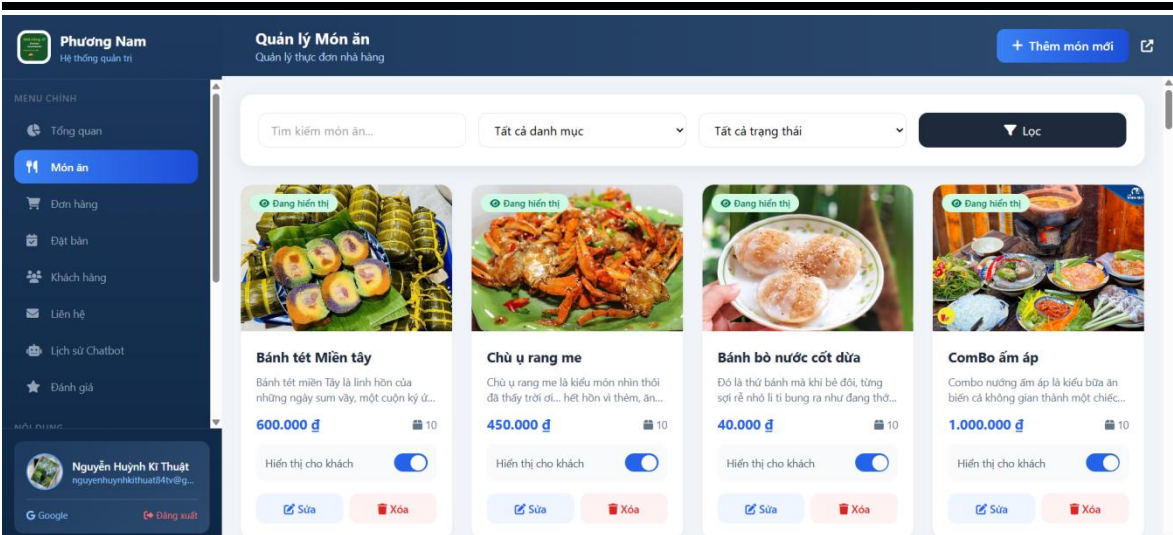 Phương Nam
Hệ thống quản trị
MENU CHÍNH
Tổng quan
Món ăn
Đơn hàng
Đặt bàn
Khách hàng
Liên hệ
Lịch sử Chatbot
Đánh giá
NỘI DUNG
Nguyễn Huỳnh Kĩ Thuật
nguyenhuynhkithuat84tv@g...
Google
Đăng xuất
Quản lý Món ăn
Quản lý thực đơn nhà hàng
+ Thêm món mới
Tìm kiếm món ăn...
Tất cả danh mục
Tất cả trạng thái
Lọc
Đang hiển thị
Bánh tét Miền tây
Bánh tét miền Tây là linh hồn của
những ngày sum vầy, một cuộn ký ứ...
600.000 ₫
10
Hiển thị cho khách
Sửa
Xóa
Đang hiển thị
Chù ụ rang me
Chù ụ rang me là kiểu món nhìn thôi
đã thấy trời ơi... hết hồn vì thèm, ăn...
450.000 ₫
10
Hiển thị cho khách
Sửa
Xóa
Đang hiển thị
Bánh bò nước cốt dừa
Đó là thứ bánh mà khi bẻ đôi, từng
sợi rễ nhỏ li ti bung ra như đang thở...
40.000 ₫
10
Hiển thị cho khách
Sửa
Xóa
Đang hiển thị
ComBo ấm áp
Combo nướng ấm áp là kiểu bữa ăn
biến cả không gian thành một chiếc...
1.000.000 ₫
10
Hiển thị cho khách
Sửa
Xóa